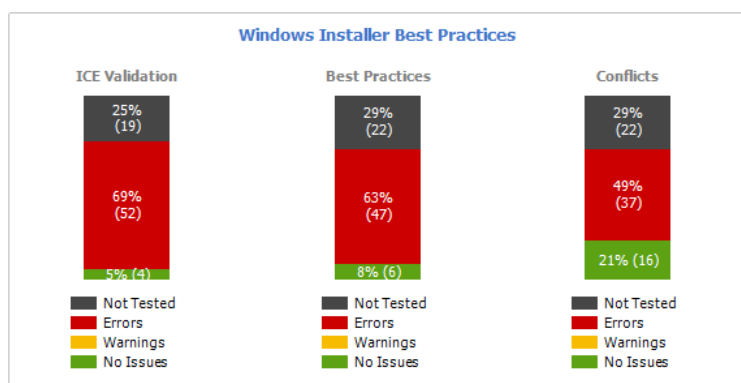 Windows Installer Best Practices
ICE Validation
25%
(19)
69%
(52)
5% (4)
Not Tested
Errors
Warnings
No Issues
Best Practices
29%
(22)
63%
(47)
8% (6)
Not Tested
Errors
Warnings
No Issues
Conflicts
29%
(22)
49%
(37)
21% (16)
Not Tested
Errors
Warnings
No Issues